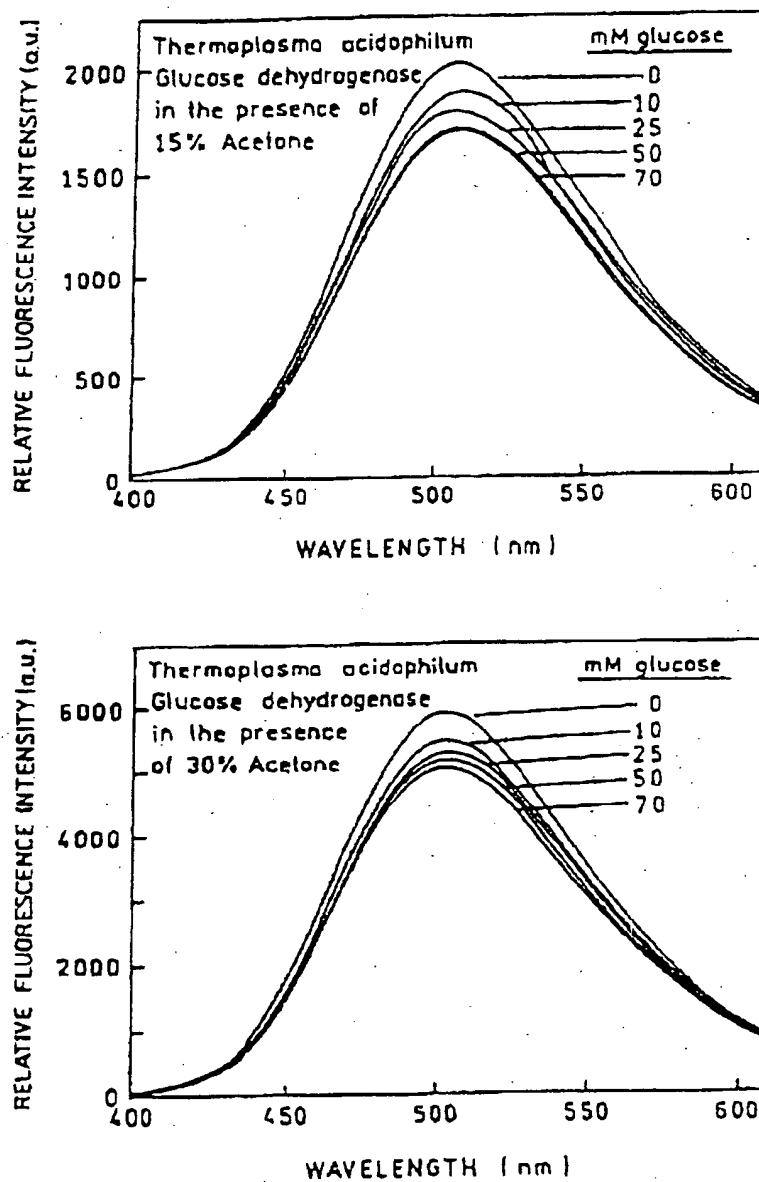 RELATIVE FLUORESCENCE INTENSITY (a.u.)
Thermoplasma acidophilum
Glucose dehydrogenase
in the presence of
15% Acetone
mM glucose
0
10
25
50
70
2000
1500
1000
500
0
400
450
500
550
600
WAVELENGTH (nm)
RELATIVE FLUORESCENCE INTENSITY (a.u.)
Thermoplasma acidophilum
Glucose dehydrogenase
in the presence
of 30% Acetone
mM glucose
0
10
25
50
70
6000
4000
2000
0
400
450
500
550
600
WAVELENGTH (nm)